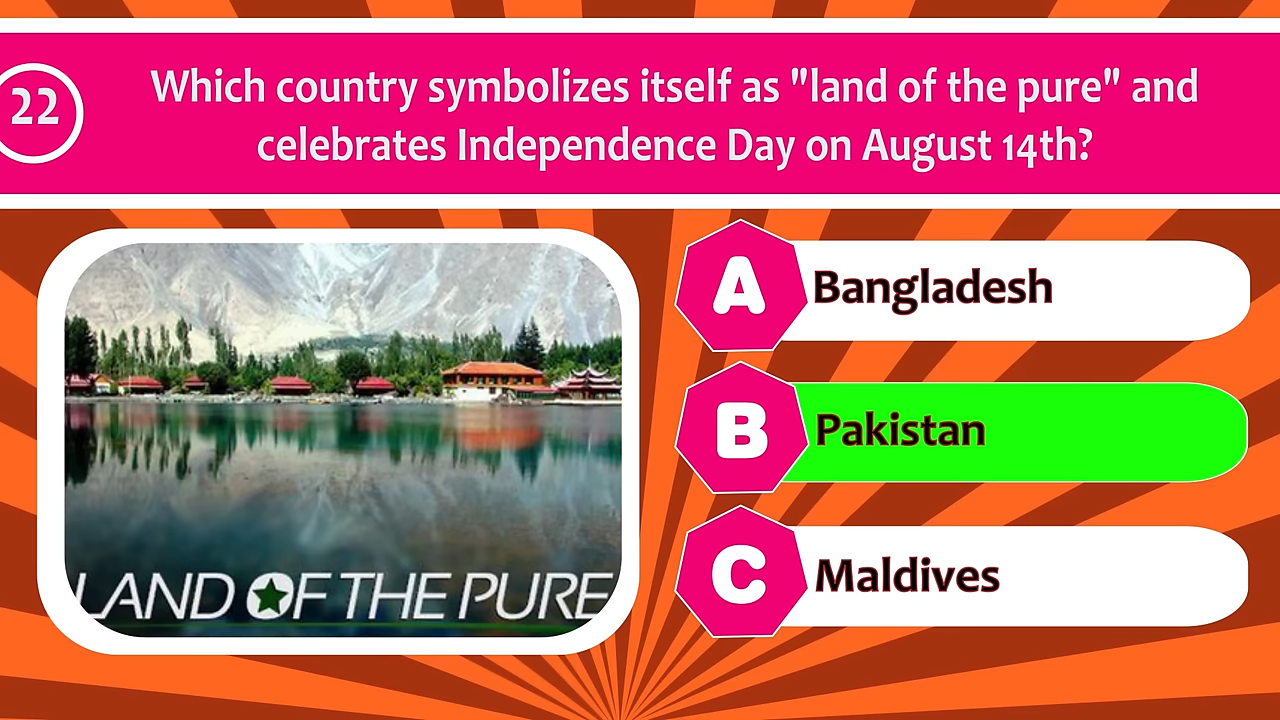 22
Which country symbolizes itself as "land of the pure" and
celebrates Independence Day on August 14th?
A Bangladesh
B Pakistan
C Maldives
LAND OF THE PURE